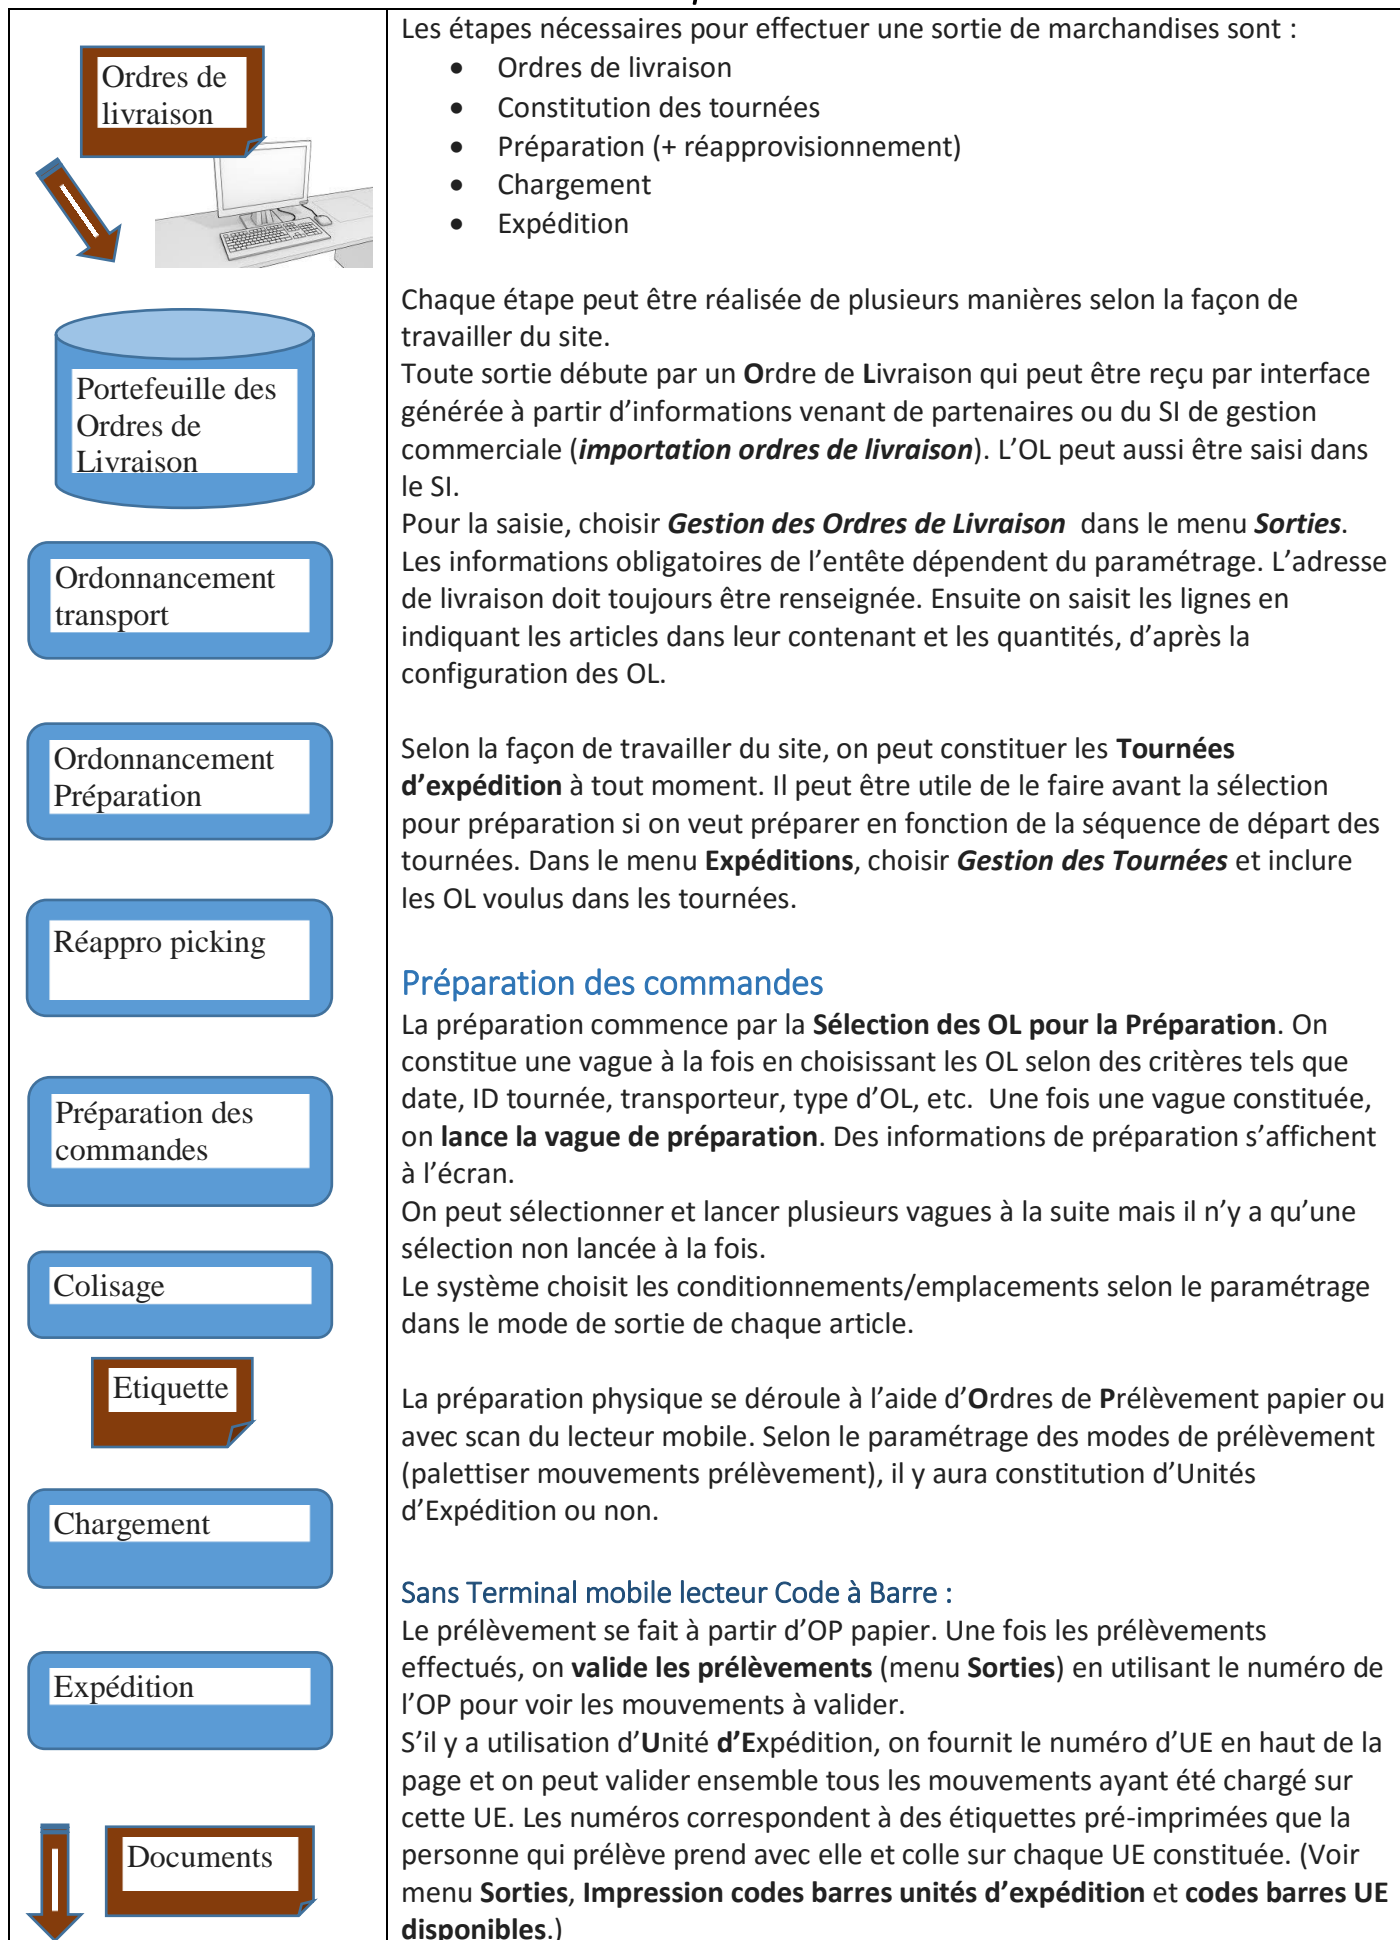 Ordres de
livraison
Portefeuille des
Ordres de
Livraison
Ordonnancement
transport
Ordonnancement
Préparation
Réappro picking
Préparation des
commandes
Colisage
Etiquette
Chargement
Expédition
Documents
Les étapes nécessaires pour effectuer une sortie de marchandises sont :
• Ordres de livraison
• Constitution des tournées
• Préparation (+ réapprovisionnement)
• Chargement
• Expédition
Chaque étape peut être réalisée de plusieurs manières selon la façon de
travailler du site.
Toute sortie débute par un Ordre de Livraison qui peut être reçu par interface
générée à partir d’informations venant de partenaires ou du SI de gestion
commerciale (importation ordres de livraison). L’OL peut aussi être saisi dans
le SI.
Pour la saisie, choisir Gestion des Ordres de Livraison dans le menu Sorties.
Les informations obligatoires de l’entête dépendent du paramétrage. L’adresse
de livraison doit toujours être renseignée. Ensuite on saisit les lignes en
indiquant les articles dans leur contenant et les quantités, d’après la
configuration des OL.
Selon la façon de travailler du site, on peut constituer les Tournées
d’expédition à tout moment. Il peut être utile de le faire avant la sélection
pour préparation si on veut préparer en fonction de la séquence de départ des
tournées. Dans le menu Expéditions, choisir Gestion des Tournées et inclure
les OL voulus dans les tournées.
Préparation des commandes
La préparation commence par la Sélection des OL pour la Préparation. On
constitue une vague à la fois en choisissant les OL selon des critères tels que
date, ID tournée, transporteur, type d’OL, etc. Une fois une vague constituée,
on lance la vague de préparation. Des informations de préparation s’affichent
à l’écran.
On peut sélectionner et lancer plusieurs vagues à la suite mais il n’y a qu’une
sélection non lancée à la fois.
Le système choisit les conditionnements/emplacements selon le paramétrage
dans le mode de sortie de chaque article.
La préparation physique se déroule à l’aide d’Ordres de Prélèvement papier ou
avec scan du lecteur mobile. Selon le paramétrage des modes de prélèvement
(palettiser mouvements prélèvement), il y aura constitution d’Unités
d’Expédition ou non.
Sans Terminal mobile lecteur Code à Barre :
Le prélèvement se fait à partir d’OP papier. Une fois les prélèvements
effectués, on valide les prélèvements (menu Sorties) en utilisant le numéro de
l’OP pour voir les mouvements à valider.
S’il y a utilisation d’Unité d’Expédition, on fournit le numéro d’UE en haut de la
page et on peut valider ensemble tous les mouvements ayant été chargé sur
cette UE. Les numéros correspondent à des étiquettes pré-imprimées que la
personne qui prélève prend avec elle et colle sur chaque UE constituée. (Voir
menu Sorties, Impression codes barres unités d’expédition et codes barres UE
disponibles.)